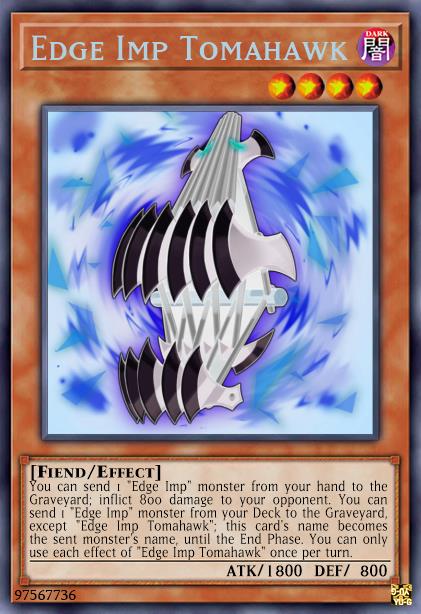 Edge Imp Tomahawk
DARK
闇
[Fiend/Effect]
You can send 1 "Edge Imp" monster from your hand to the
Graveyard; inflict 800 damage to your opponent. You can
send 1 "Edge Imp" monster from your Deck to the Graveyard,
except "Edge Imp Tomahawk"; this card's name becomes
the sent monster's name, until the End Phase. You can only
use each effect of "Edge Imp Tomahawk" once per turn.
ATK/1800 DEF/ 800
97567736